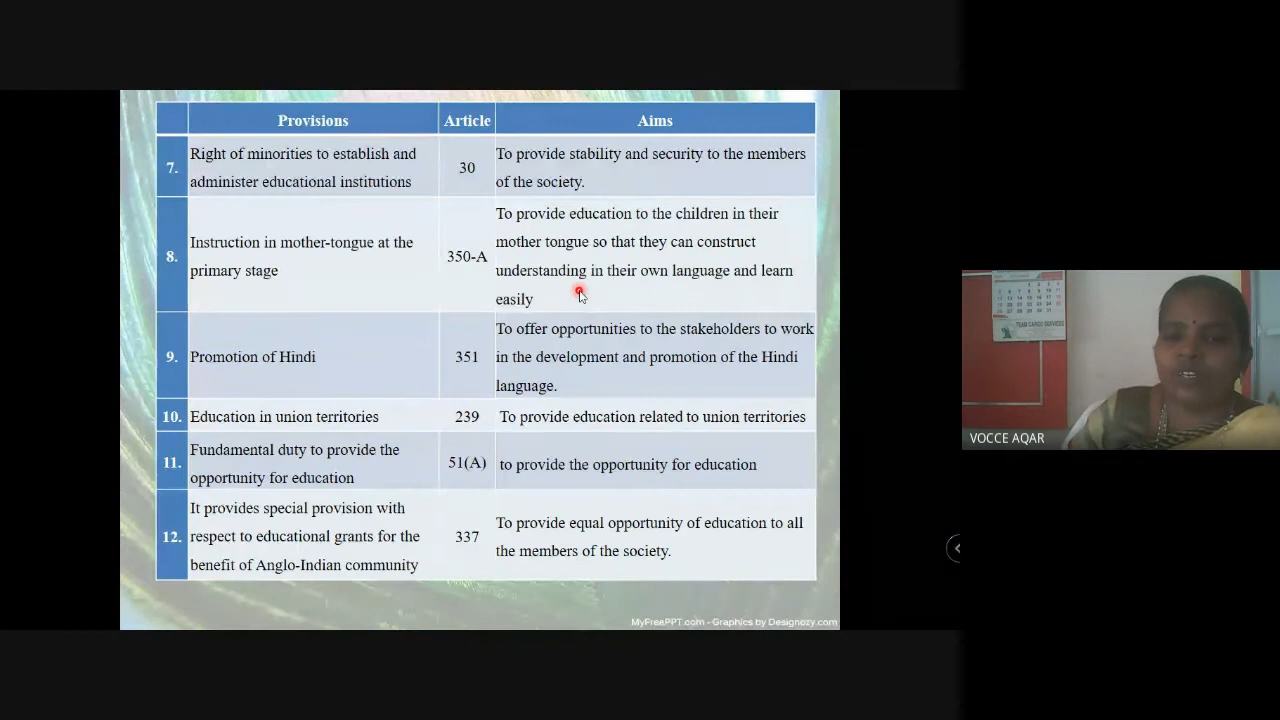 Provisions Article Aims
7. Right of minorities to establish and administer educational institutions 30 To provide stability and security to the members of the society.
8. Instruction in mother-tongue at the primary stage 350-A To provide education to the children in their mother tongue so that they can construct understanding in their own language and learn easily
9. Promotion of Hindi 351 To offer opportunities to the stakeholders to work in the development and promotion of the Hindi language.
10. Education in union territories 239 To provide education related to union territories
11. Fundamental duty to provide the opportunity for education 51(A) to provide the opportunity for education
12. It provides special provision with respect to educational grants for the benefit of Anglo-Indian community 337 To provide equal opportunity of education to all the members of the society.
MyFreePPT.com - Graphics by Designozy.com
TEAM CARGO SERVICES
VOCCE AQAR